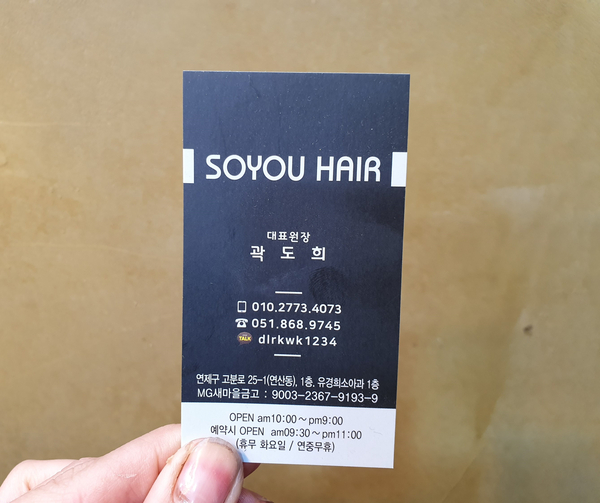 SOYOU HAIR
대표원장
곽 도 희
010.2773.4073
051.868.9745
TALK dlrkwk1234
연제구 고분로 25-1(연산동), 1층, 유경희소아과 1층
MG새마을금고 : 9003-2367-9193-9
OPEN am10:00~pm9:00
예약시 OPEN am09:30~pm11:00
(휴무 화요일 / 연중무휴)